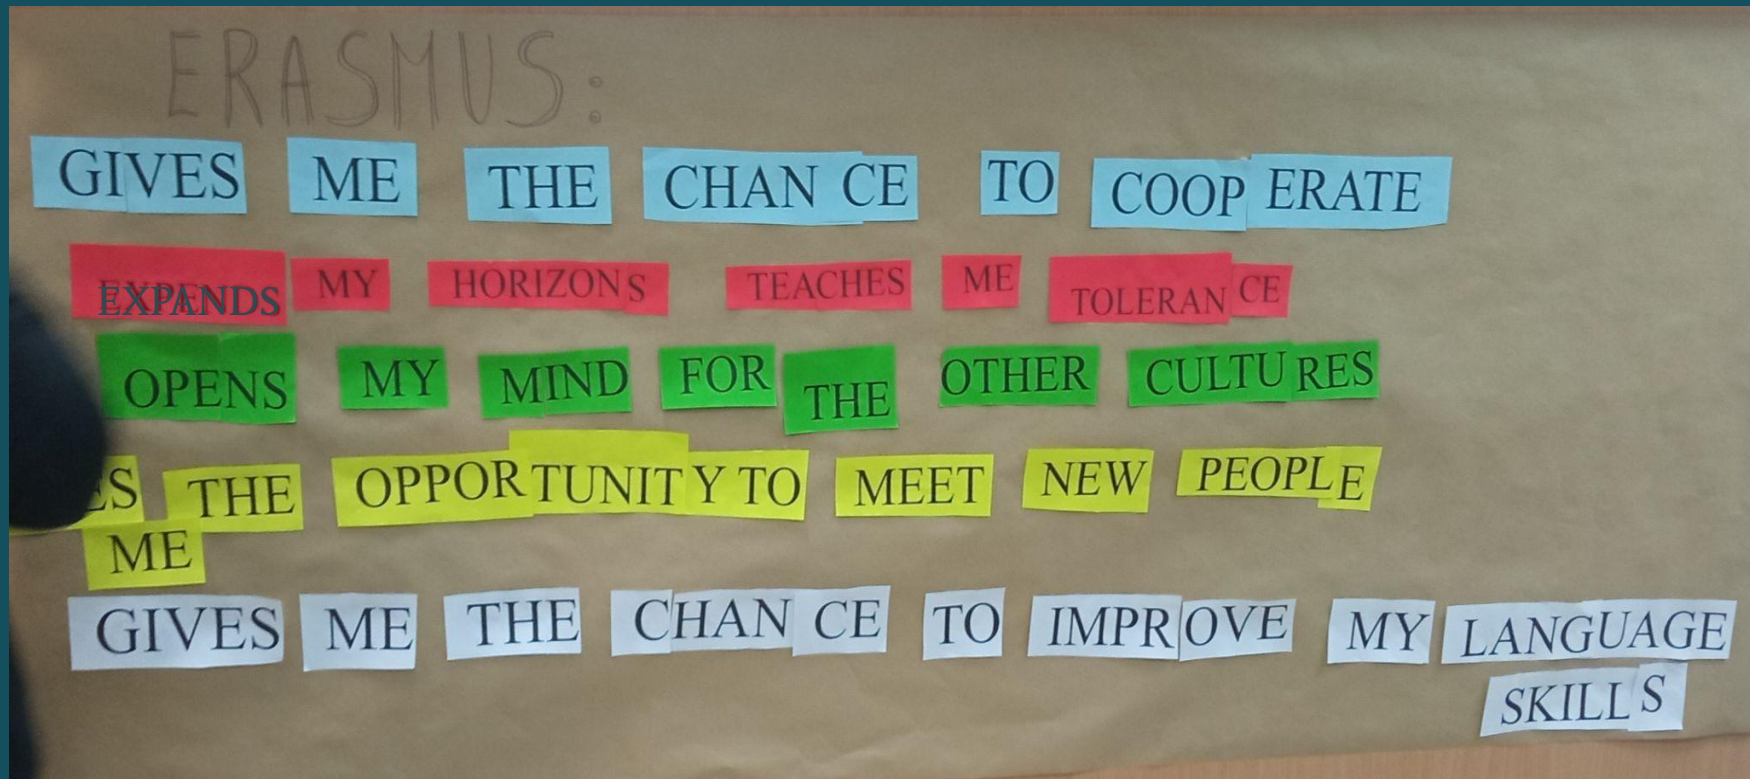 ERASMUS:
GIVES ME THE CHANCE TO COOPERATE
EXPANDS MY HORIZONS TEACHES ME TOLERANCE
OPENS MY MIND FOR THE OTHER CULTURES
THE OPPORTUNITY TO MEET NEW PEOPLE
ME
GIVES ME THE CHANCE TO IMPROVE MY LANGUAGE
SKILLS